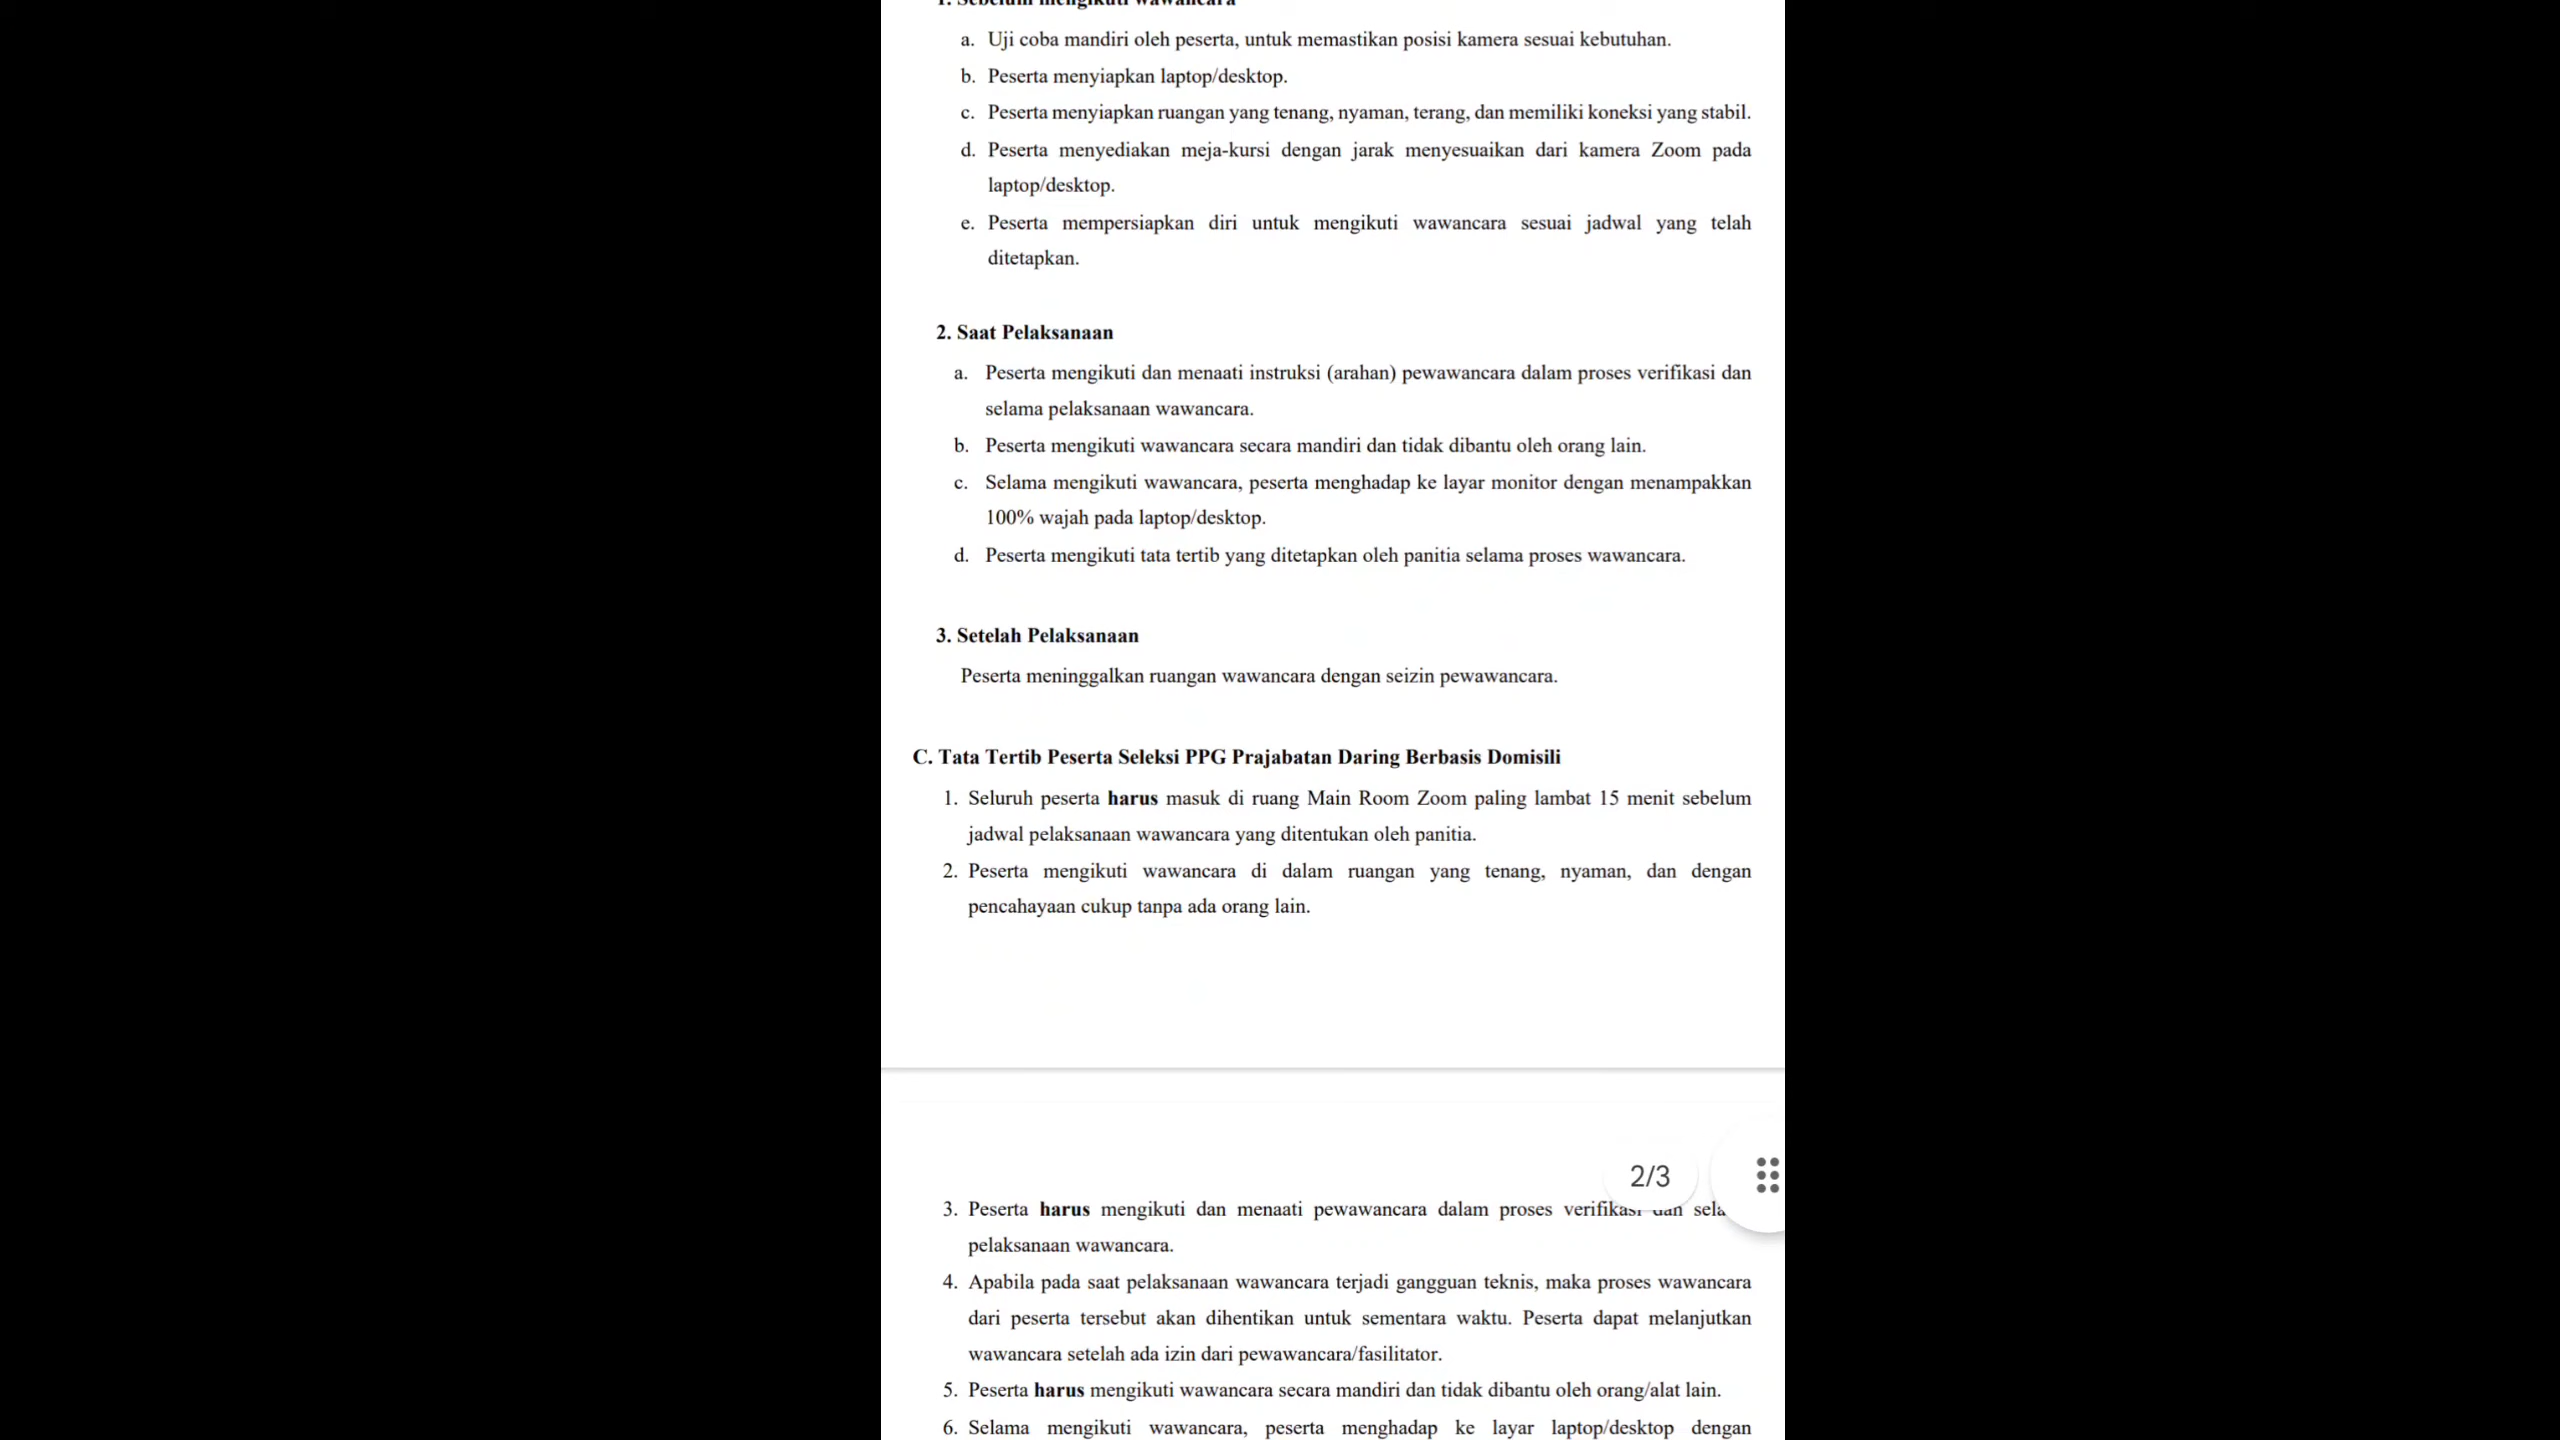 1. Sebelum mengikuti wawancara
a. Uji coba mandiri oleh peserta, untuk memastikan posisi kamera sesuai kebutuhan.
b. Peserta menyiapkan laptop/desktop.
c. Peserta menyiapkan ruangan yang tenang, nyaman, terang, dan memiliki koneksi yang stabil.
d. Peserta menyediakan meja-kursi dengan jarak menyesuaikan dari kamera Zoom pada
laptop/desktop.
e. Peserta mempersiapkan diri untuk mengikuti wawancara sesuai jadwal yang telah
ditetapkan.
2. Saat Pelaksanaan
a. Peserta mengikuti dan menaati instruksi (arahan) pewawancara dalam proses verifikasi dan
selama pelaksanaan wawancara.
b. Peserta mengikuti wawancara secara mandiri dan tidak dibantu oleh orang lain.
c. Selama mengikuti wawancara, peserta menghadap ke layar monitor dengan menampakkan
100% wajah pada laptop/desktop.
d. Peserta mengikuti tata tertib yang ditetapkan oleh panitia selama proses wawancara.
3. Setelah Pelaksanaan
Peserta meninggalkan ruangan wawancara dengan seizin pewawancara.
C. Tata Tertib Peserta Seleksi PPG Prajabatan Daring Berbasis Domisili
1. Seluruh peserta harus masuk di ruang Main Room Zoom paling lambat 15 menit sebelum
jadwal pelaksanaan wawancara yang ditentukan oleh panitia.
2. Peserta mengikuti wawancara di dalam ruangan yang tenang, nyaman, dan dengan
pencahayaan cukup tanpa ada orang lain.
2/3
3. Peserta harus mengikuti dan menaati pewawancara dalam proses verifikasi dan
pelaksanaan wawancara.
4. Apabila pada saat pelaksanaan wawancara terjadi gangguan teknis, maka proses wawancara
dari peserta tersebut akan dihentikan untuk sementara waktu. Peserta dapat melanjutkan
wawancara setelah ada izin dari pewawancara/fasilitator.
5. Peserta harus mengikuti wawancara secara mandiri dan tidak dibantu oleh orang/alat lain.
6. Selama mengikuti wawancara, peserta menghadap ke layar laptop/desktop dengan